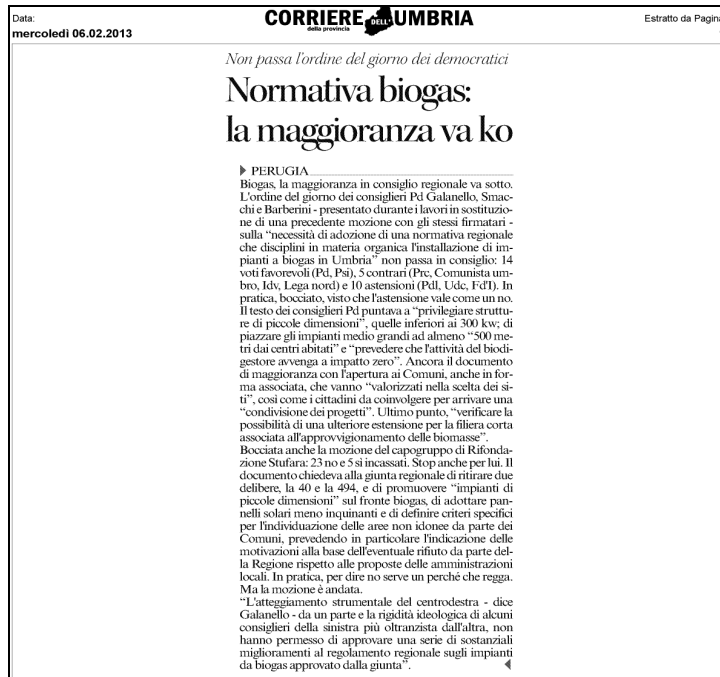 Data:
mercoledì 06.02.2013
CORRIERE DELL'UMBRIA
della provincia
Estratto da Pagina
Non passa l'ordine del giorno dei democratici
Normativa biogas:
la maggioranza va ko
PERUGIA
Biogas, la maggioranza in consiglio regionale va sotto.
L'ordine del giorno dei consiglieri Pd Galanello, Smac-
chi e Barberini - presentato durante i lavori in sostituzio-
ne di una precedente mozione con gli stessi firmatari -
sulla “necessità di adozione di una normativa regionale
che disciplini in materia organica l'installazione di im-
pianti a biogas in Umbria” non passa in consiglio: 14
voti favorevoli (Pd, Psi), 5 contrari (Prc, Comunista um-
bro, Idv, Lega nord) e 10 astensioni (Pdl, Udc, Fd'I). In
pratica, bocciato, visto che l'astensione vale come un no.
Il testo dei consiglieri Pd puntava a “privilegiare struttu-
re di piccole dimensioni”, quelle inferiori ai 300 kw; di
piazzare gli impianti medio grandi ad almeno “500 me-
tri dai centri abitati” e “prevedere che l'attività del biodi-
gestore avvenga a impatto zero”. Ancora il documento
di maggioranza con l'apertura ai Comuni, anche in for-
ma associata, che vanno “valorizzati nella scelta dei si-
ti”, così come i cittadini da coinvolgere per arrivare una
“condivisione dei progetti”. Ultimo punto, “verificare la
possibilità di una ulteriore estensione per la filiera corta
associata all'approvvigionamento delle biomasse”.
Bocciata anche la mozione del capogruppo di Rifonda-
zione Stufara: 23 no e 5 sì incassati. Stop anche per lui. Il
documento chiedeva alla giunta regionale di ritirare due
delibere, la 40 e la 494, e di promuovere “impianti di
piccole dimensioni” sul fronte biogas, di adottare pan-
nelli solari meno inquinanti e di definire criteri specifici
per l'individuazione delle aree non idonee da parte dei
Comuni, prevedendo in particolare l'indicazione delle
motivazioni alla base dell'eventuale rifiuto da parte del-
la Regione rispetto alle proposte delle amministrazioni
locali. In pratica, per dire no serve un perché che regga.
Ma la mozione è andata.
“L'atteggiamento strumentale del centrodestra - dice
Galanello - da un parte e la rigidità ideologica di alcuni
consiglieri della sinistra più oltranzista dall'altra, non
hanno permesso di approvare una serie di sostanziali
miglioramenti al regolamento regionale sugli impianti
da biogas approvato dalla giunta”.